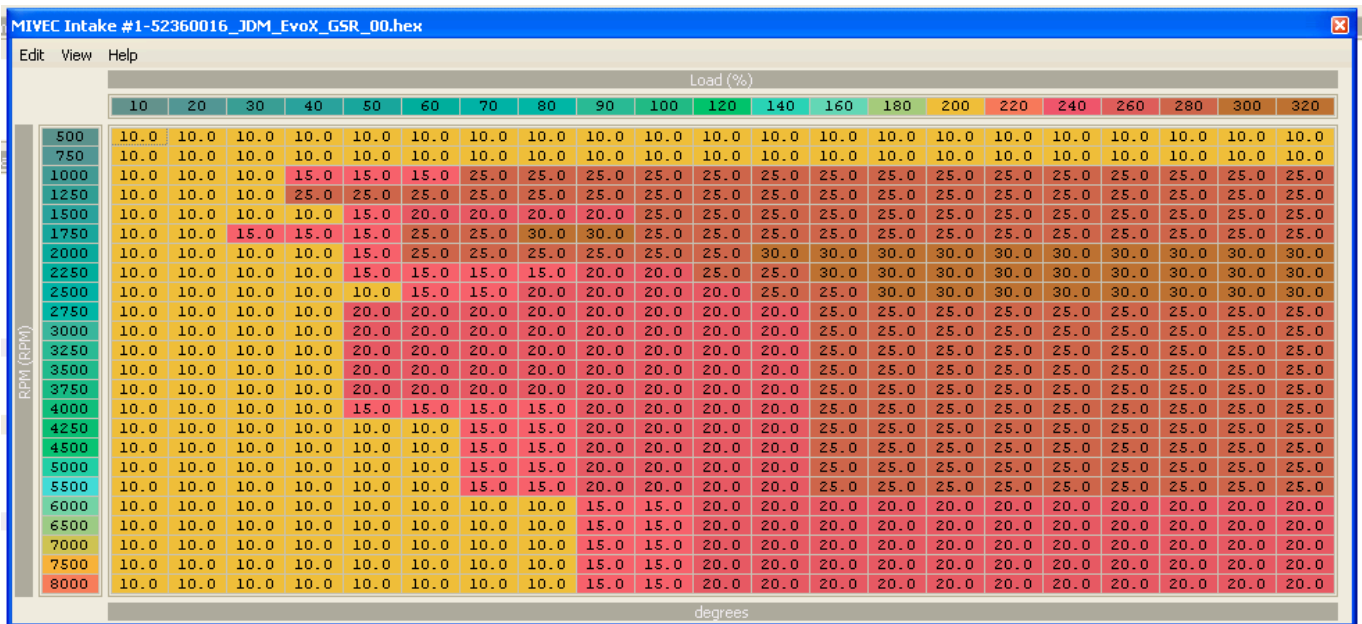 MIVEC Intake #1-52360016_JDM_EvoX_GSR_00.hex
Edit View Help
Load (%)
10 20 30 40 50 60 70 80 90 100 120 140 160 180 200 220 240 260 280 300 320
RPM (RPM)
500 10.0 10.0 10.0 10.0 10.0 10.0 10.0 10.0 10.0 10.0 10.0 10.0 10.0 10.0 10.0 10.0 10.0 10.0 10.0 10.0 10.0
750 10.0 10.0 10.0 10.0 10.0 10.0 10.0 10.0 10.0 10.0 10.0 10.0 10.0 10.0 10.0 10.0 10.0 10.0 10.0 10.0 10.0
1000 10.0 10.0 10.0 15.0 15.0 15.0 25.0 25.0 25.0 25.0 25.0 25.0 25.0 25.0 25.0 25.0 25.0 25.0 25.0 25.0 25.0
1250 10.0 10.0 10.0 25.0 25.0 25.0 25.0 25.0 25.0 25.0 25.0 25.0 25.0 25.0 25.0 25.0 25.0 25.0 25.0 25.0 25.0
1500 10.0 10.0 10.0 10.0 15.0 20.0 20.0 20.0 20.0 25.0 25.0 25.0 25.0 25.0 25.0 25.0 25.0 25.0 25.0 25.0 25.0
1750 10.0 10.0 15.0 15.0 15.0 25.0 25.0 30.0 30.0 25.0 25.0 25.0 25.0 25.0 25.0 25.0 25.0 25.0 25.0 25.0 25.0
2000 10.0 10.0 10.0 10.0 15.0 25.0 25.0 25.0 25.0 25.0 25.0 30.0 30.0 30.0 30.0 30.0 30.0 30.0 30.0 30.0 30.0
2250 10.0 10.0 10.0 10.0 15.0 15.0 15.0 15.0 20.0 20.0 25.0 25.0 30.0 30.0 30.0 30.0 30.0 30.0 30.0 30.0 30.0
2500 10.0 10.0 10.0 10.0 10.0 15.0 15.0 20.0 20.0 20.0 20.0 25.0 25.0 30.0 30.0 30.0 30.0 30.0 30.0 30.0 30.0
2750 10.0 10.0 10.0 10.0 20.0 20.0 20.0 20.0 20.0 20.0 20.0 20.0 25.0 25.0 25.0 25.0 25.0 25.0 25.0 25.0 25.0
3000 10.0 10.0 10.0 10.0 20.0 20.0 20.0 20.0 20.0 20.0 20.0 20.0 25.0 25.0 25.0 25.0 25.0 25.0 25.0 25.0 25.0
3250 10.0 10.0 10.0 10.0 20.0 20.0 20.0 20.0 20.0 20.0 20.0 20.0 25.0 25.0 25.0 25.0 25.0 25.0 25.0 25.0 25.0
3500 10.0 10.0 10.0 10.0 20.0 20.0 20.0 20.0 20.0 20.0 20.0 20.0 25.0 25.0 25.0 25.0 25.0 25.0 25.0 25.0 25.0
3750 10.0 10.0 10.0 10.0 20.0 20.0 20.0 20.0 20.0 20.0 20.0 20.0 25.0 25.0 25.0 25.0 25.0 25.0 25.0 25.0 25.0
4000 10.0 10.0 10.0 10.0 15.0 15.0 15.0 15.0 20.0 20.0 20.0 20.0 25.0 25.0 25.0 25.0 25.0 25.0 25.0 25.0 25.0
4250 10.0 10.0 10.0 10.0 10.0 10.0 15.0 15.0 20.0 20.0 20.0 20.0 25.0 25.0 25.0 25.0 25.0 25.0 25.0 25.0 25.0
4500 10.0 10.0 10.0 10.0 10.0 10.0 15.0 15.0 20.0 20.0 20.0 20.0 25.0 25.0 25.0 25.0 25.0 25.0 25.0 25.0 25.0
5000 10.0 10.0 10.0 10.0 10.0 10.0 15.0 15.0 20.0 20.0 20.0 20.0 25.0 25.0 25.0 25.0 25.0 25.0 25.0 25.0 25.0
5500 10.0 10.0 10.0 10.0 10.0 10.0 15.0 15.0 20.0 20.0 20.0 20.0 25.0 25.0 25.0 25.0 25.0 25.0 25.0 25.0 25.0
6000 10.0 10.0 10.0 10.0 10.0 10.0 10.0 10.0 15.0 15.0 20.0 20.0 20.0 20.0 20.0 20.0 20.0 20.0 20.0 20.0 20.0
6500 10.0 10.0 10.0 10.0 10.0 10.0 10.0 10.0 15.0 15.0 20.0 20.0 20.0 20.0 20.0 20.0 20.0 20.0 20.0 20.0 20.0
7000 10.0 10.0 10.0 10.0 10.0 10.0 10.0 10.0 15.0 15.0 20.0 20.0 20.0 20.0 20.0 20.0 20.0 20.0 20.0 20.0 20.0
7500 10.0 10.0 10.0 10.0 10.0 10.0 10.0 10.0 15.0 15.0 20.0 20.0 20.0 20.0 20.0 20.0 20.0 20.0 20.0 20.0 20.0
8000 10.0 10.0 10.0 10.0 10.0 10.0 10.0 10.0 15.0 15.0 20.0 20.0 20.0 20.0 20.0 20.0 20.0 20.0 20.0 20.0 20.0
degrees